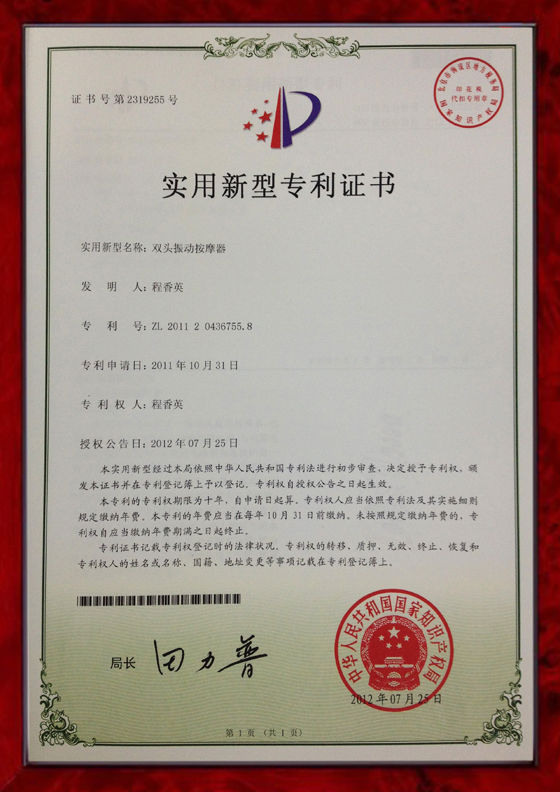 证书号第2319255号
印花税
代扣专用章
实用新型专利证书
实用新型名称：双头振动按摩器
发 明 人：程香英
专 利 号：ZL 2011 2 0436755.8
专利申请日：2011年10月31日
专 利 权 人：程香英
授权公告日：2012年07月25日
本实用新型经过本局依照中华人民共和国专利法进行初步审查，决定授予专利权，颁
发本证书并在专利登记簿上予以登记。专利权自授权公告之日起生效。
本专利的专利权期限为十年，自申请日起算。专利权人应当依照专利法及其实施细则
规定缴纳年费。本专利的年费应当在每年10月31日前缴纳。未按照规定缴纳年费的，专
利权自应当缴纳年费期满之日起终止。
专利证书记载专利权登记时的法律状况。专利权的转移、质押、无效、终止、恢复和
专利权人的姓名或名称、国籍、地址变更等事项记载在专利登记簿上。
局长 田力普
中华人民共和国国家知识产权局
2012年07月25日
第1页（共1页）